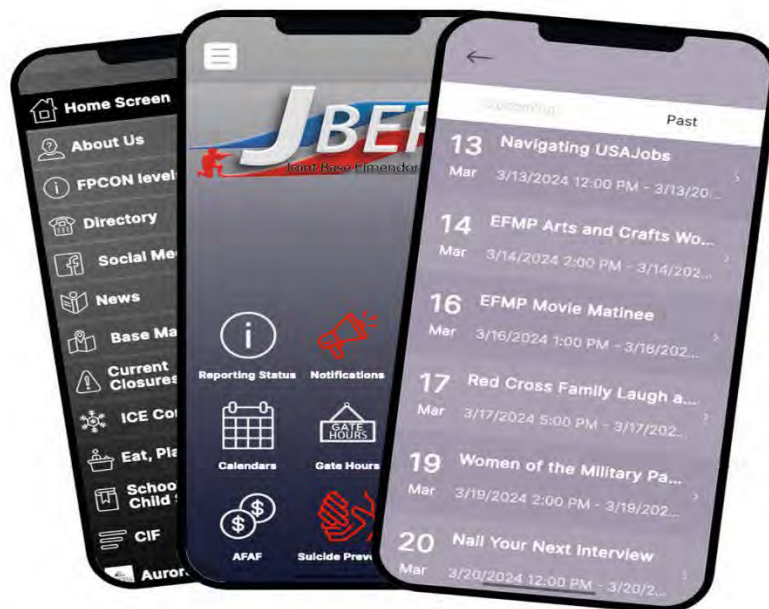 Home Screen
About Us
FPCON levels
Directory
Social Me
News
Base Ma
Current
Closures
ICE Co
Eat, Pla
Schoo
Child S
CIF
Auror
JBER
Joint Base Elmendor
Reporting Status
Notifications
Calendars
GATE
HOURS
Gate Hours
AFAF
Suicide Preve
Upcoming
Past
13 Navigating USAJobs
Mar 3/13/2024 12:00 PM - 3/13/20...
14 EFMP Arts and Crafts Wo...
Mar 3/14/2024 2:00 PM - 3/14/202...
16 EFMP Movie Matinee
Mar 3/16/2024 1:00 PM - 3/16/202...
17 Red Cross Family Laugh a...
Mar 3/17/2024 5:00 PM - 3/17/202...
19 Women of the Military Pa...
Mar 3/19/2024 2:00 PM - 3/19/202...
20 Nail Your Next Interview
Mar 3/20/2024 12:00 PM - 3/20/2...